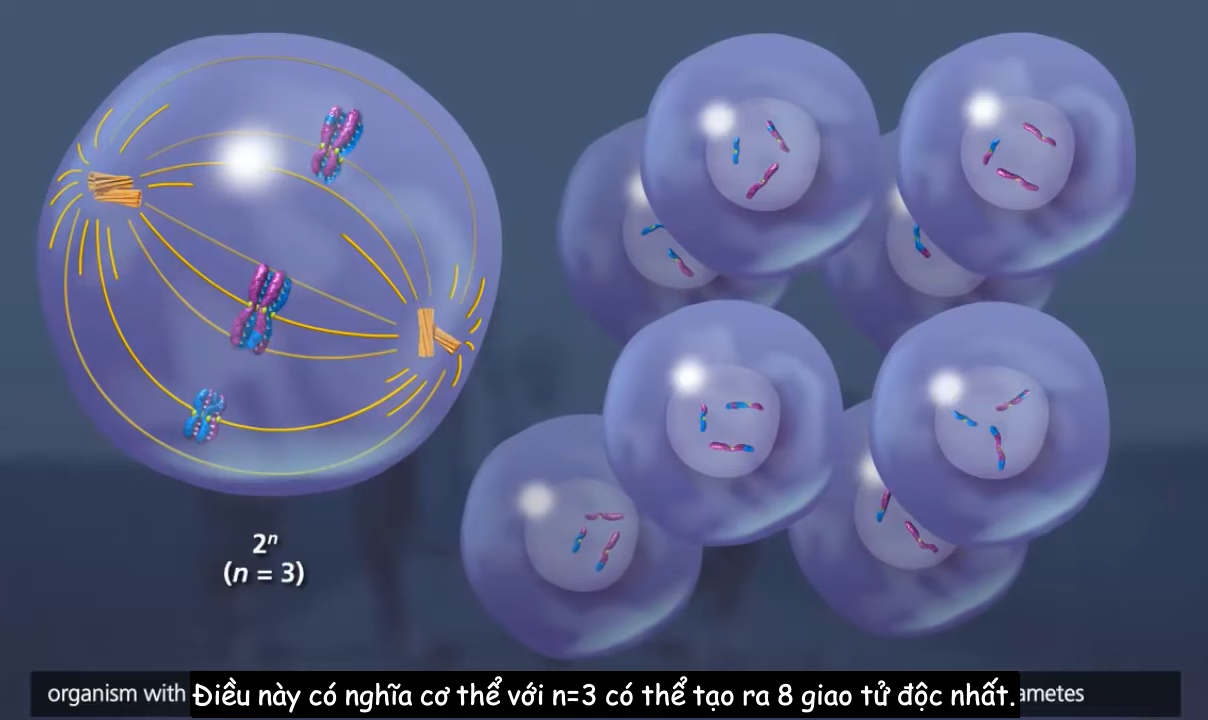 2ⁿ
(n = 3)
organism with
Điều này có nghĩa cơ thể với n=3 có thể tạo ra 8 giao tử độc nhất.